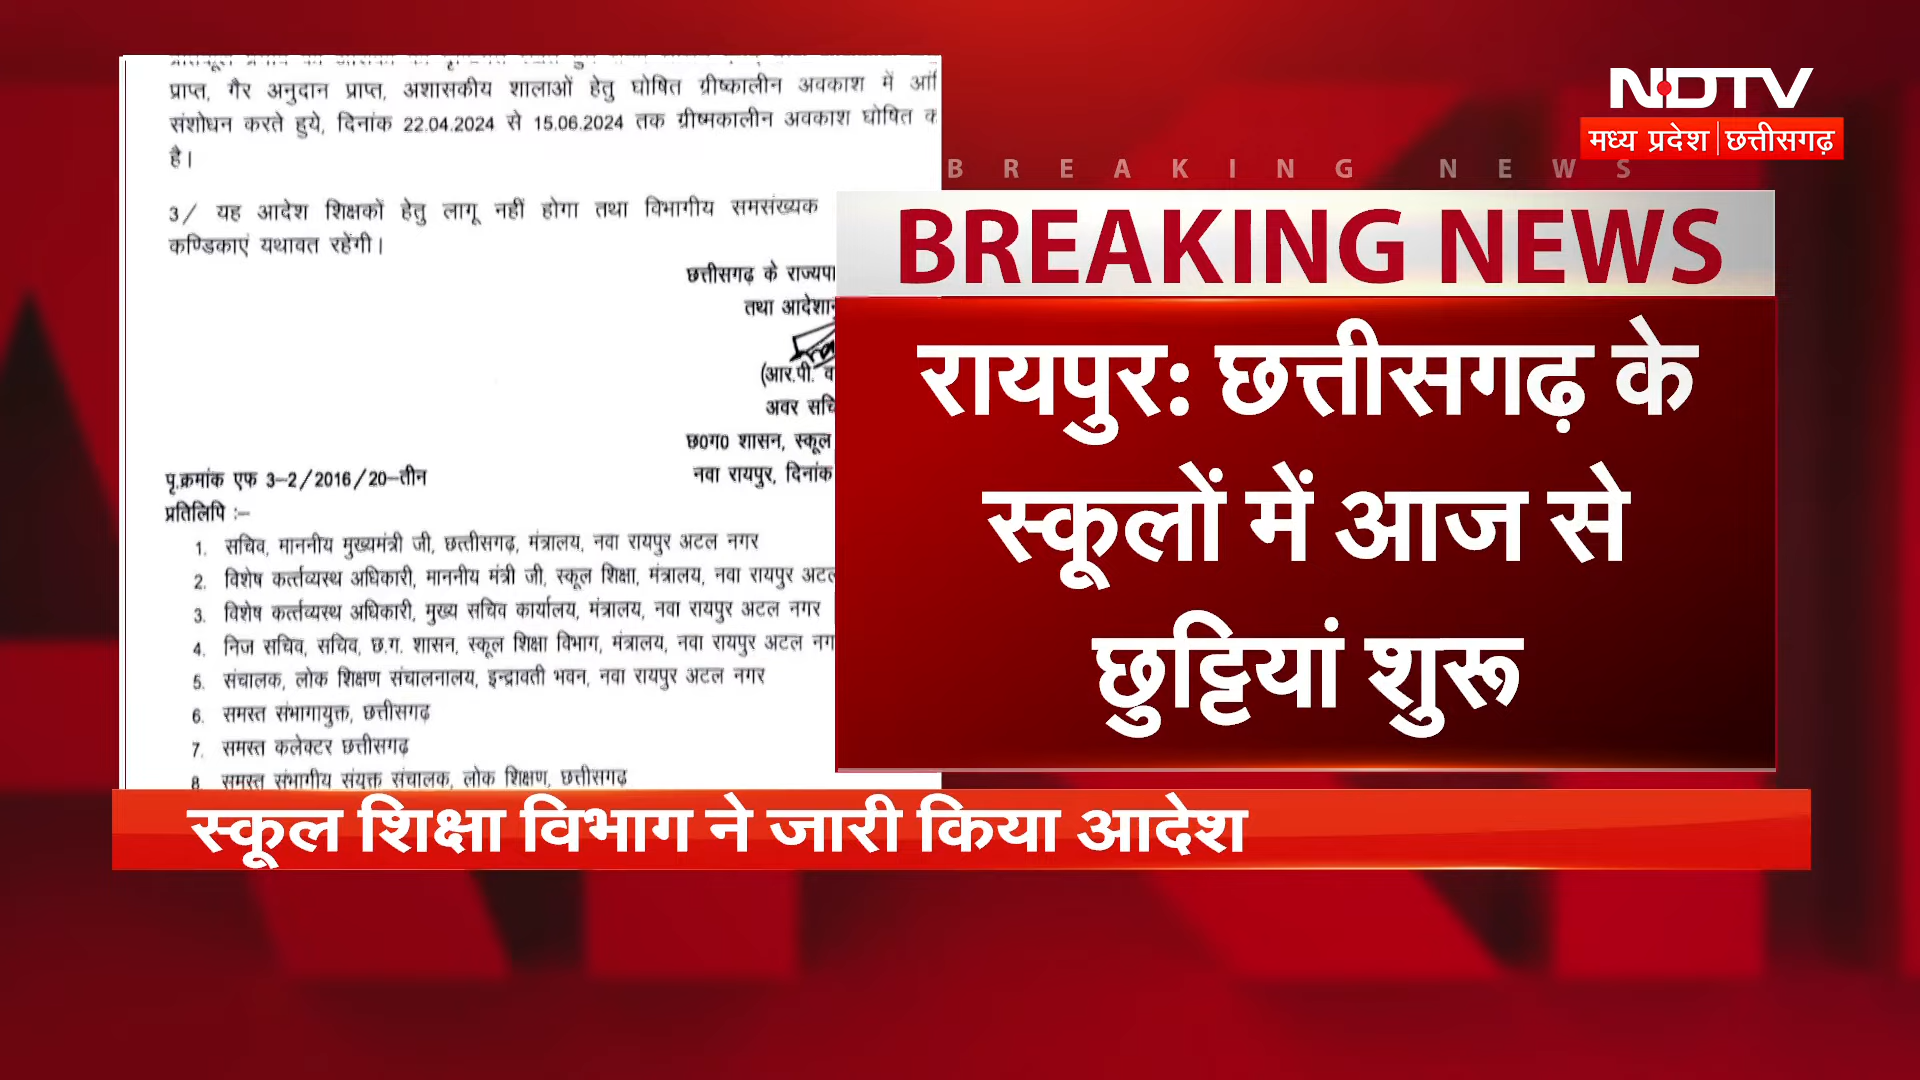 प्राप्त, गैर अनुदान प्राप्त, अशासकीय शालाओं हेतु घोषित ग्रीष्कालीन अवकाश में
संशोधन करते हुये, दिनांक 22.04.2024 से 15.06.2024 तक ग्रीष्मकालीन अवकाश घोषित
है।
3/ यह आदेश शिक्षकों हेतु लागू नहीं होगा तथा विभागीय समसंख्यक
कण्डिकाएं यथावत रहेंगी।
छत्तीसगढ़ के
तथा
(आर.पी.
अवर
छ0ग0 शासन, स्कूल
नवा रायपुर, दिनांक
पृ.क्रमांक एफ 3-2/2016/20-तीन
प्रतिलिपि :-
1. सचिव, माननीय मुख्यमंत्री जी, छत्तीसगढ़, मंत्रालय, नवा रायपुर अटल नगर
2. विशेष कर्त्तव्यस्थ अधिकारी, माननीय मंत्री जी, स्कूल शिक्षा, मंत्रालय, नवा रायपुर अटल
3. विशेष कर्त्तव्यस्थ अधिकारी, मुख्य सचिव कार्यालय, मंत्रालय, नवा रायपुर अटल नगर
4. निज सचिव, सचिव, छ.ग. शासन, स्कूल शिक्षा विभाग, मंत्रालय, नवा रायपुर अटल
5. संचालक, लोक शिक्षण संचालनालय, इन्द्रावती भवन, नवा रायपुर अटल नगर
6. समस्त संभागायुक्त, छत्तीसगढ़
7. समस्त कलेक्टर छत्तीसगढ़
8 समस्त संभागीय संयुक्त संचालक, लोक शिक्षण, छत्तीसगढ़
NDTV
मध्य प्रदेश छत्तीसगढ़
BREAKING NEWS
BREAKING NEWS
रायपुर: छत्तीसगढ़ के
स्कूलों में आज से
छुट्टियां शुरू
स्कूल शिक्षा विभाग ने जारी किया आदेश